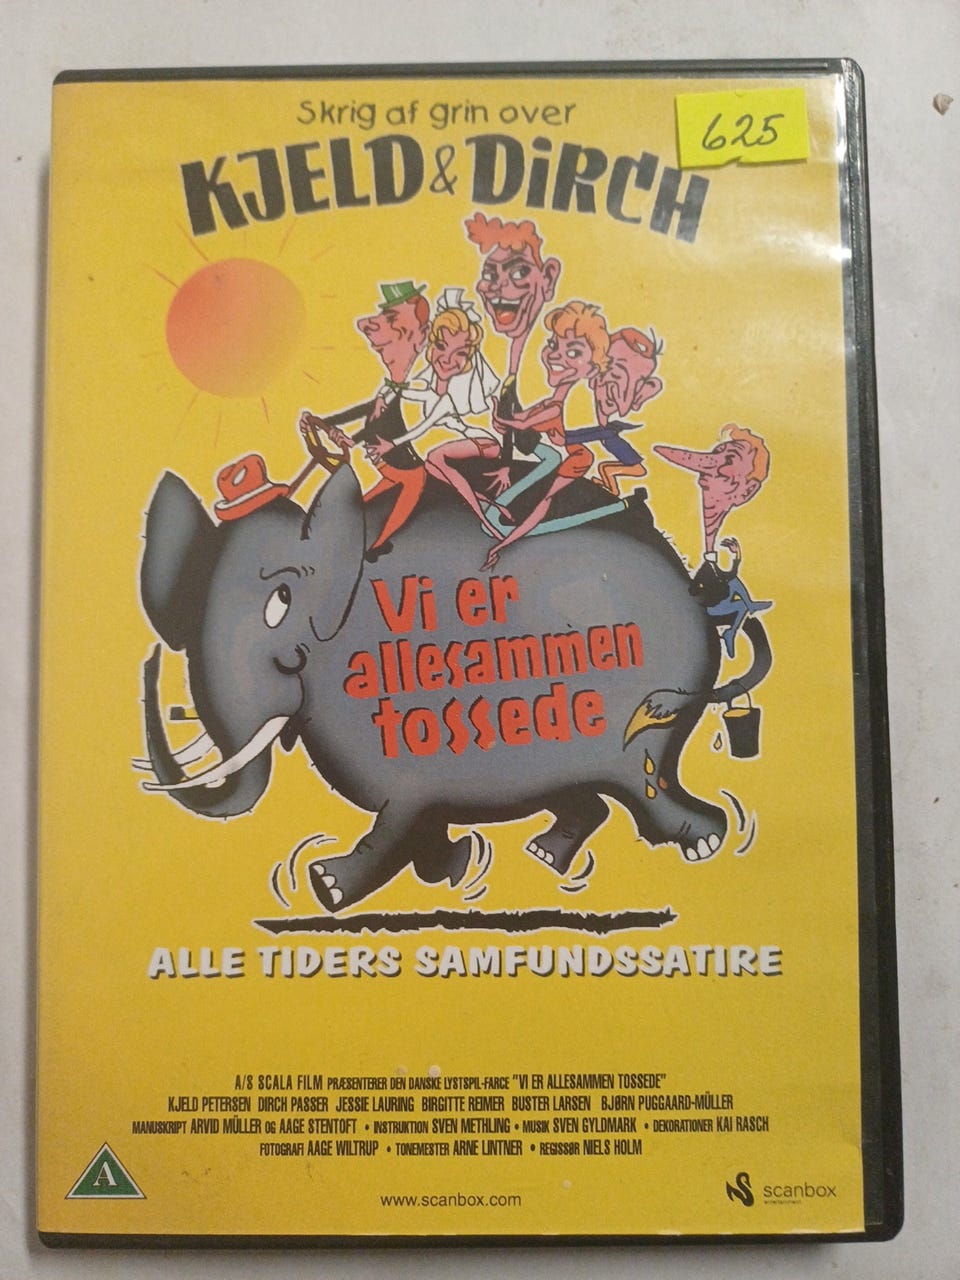 Skrig af grin over
625
KJELD & DiRCH
Vi er
allesammen
tossede
ALLE TIDERS SAMFUNDSSATIRE
A/S SCALA FILM PRÆSENTERER DEN DANSKE LYSTSPIL-FARCE "VI ER ALLESAMMEN TOSSEDE"
KJELD PETERSEN DIRCH PASSER JESSIE LAURING BIRGITTE REIMER BUSTER LARSEN BJØRN PUGGAARD-MÜLLER
MANUSKRIPT ARVID MÜLLER OG AAGE STENTOFT • INSTRUKTION SVEN METHLING • MUSIK SVEN GYLDMARK • DEKORATIONER KAI RASCH
FOTOGRAFI AAGE WILTRUP • TONEMESTER ARNE LINTNER • REGISSØR NIELS HOLM
A
www.scanbox.com
scanbox
entertainment